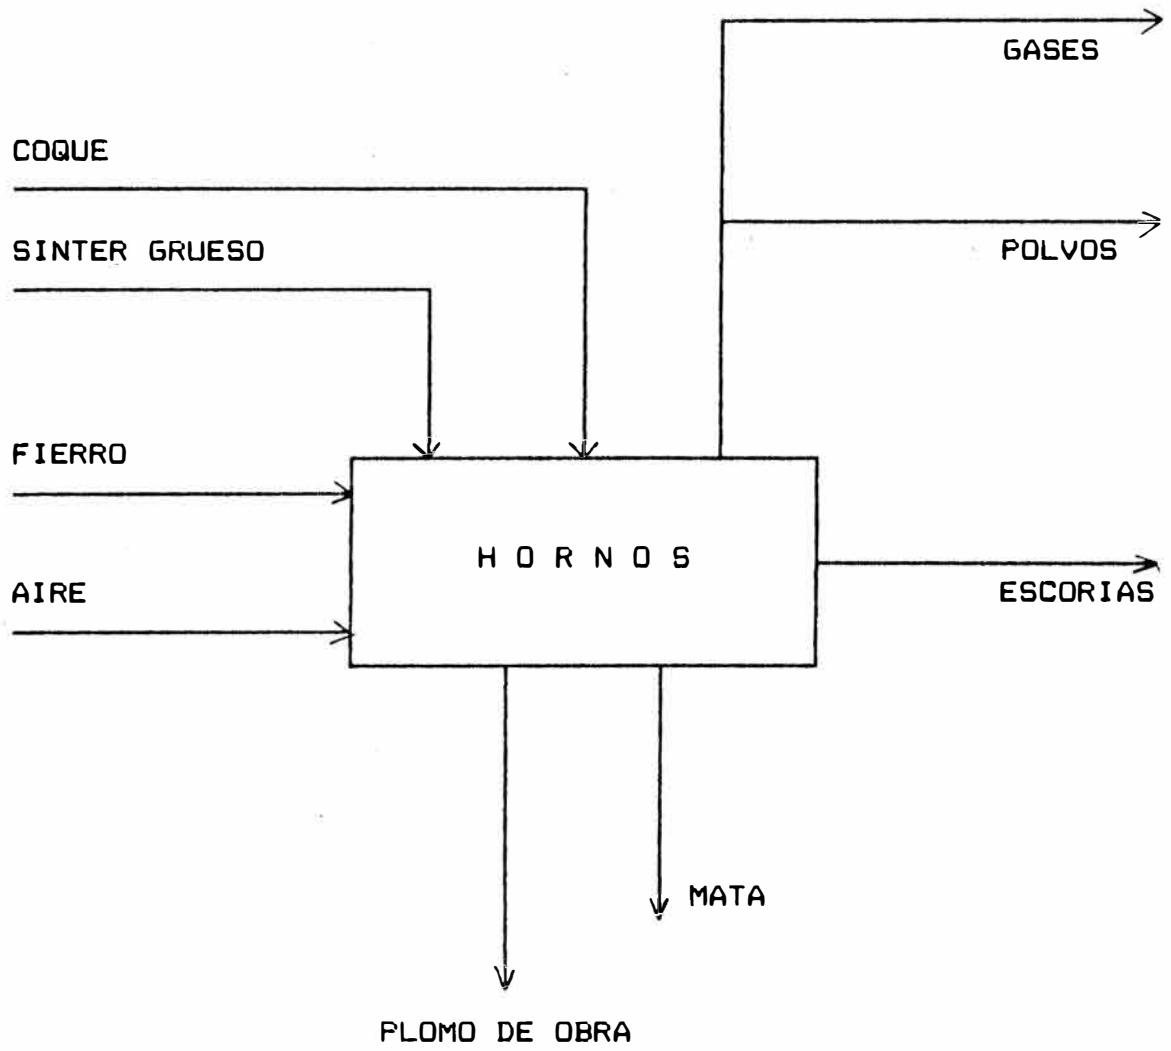 GASES
COQUE
SINTER GRUESO
POLVOS
FIERRO
H O R N O S
AIRE
ESCORIAS
MATA
PLOMO DE OBRA